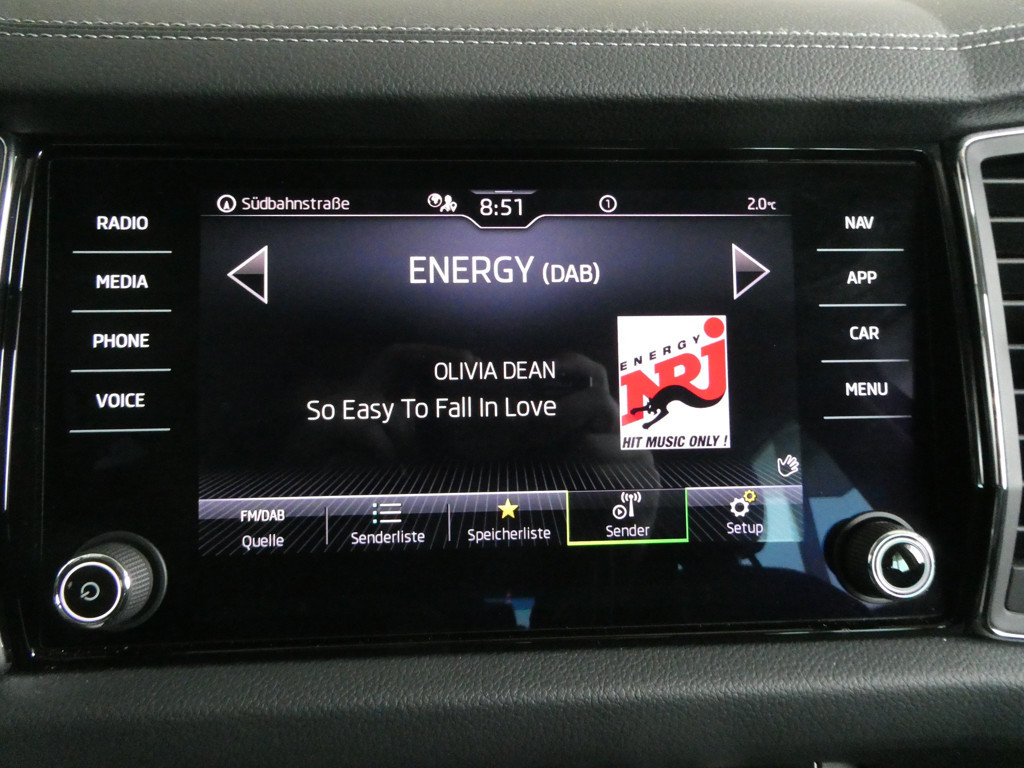 Südbahnstraße
8:51
1
2.0°C
RADIO
MEDIA
PHONE
VOICE
ENERGY (DAB)
OLIVIA DEAN
So Easy To Fall In Love
ENERGY
NRJ
HIT MUSIC ONLY !
NAV
APP
CAR
MENU
FM/DAB
Quelle
Senderliste
Speicherliste
Sender
Setup